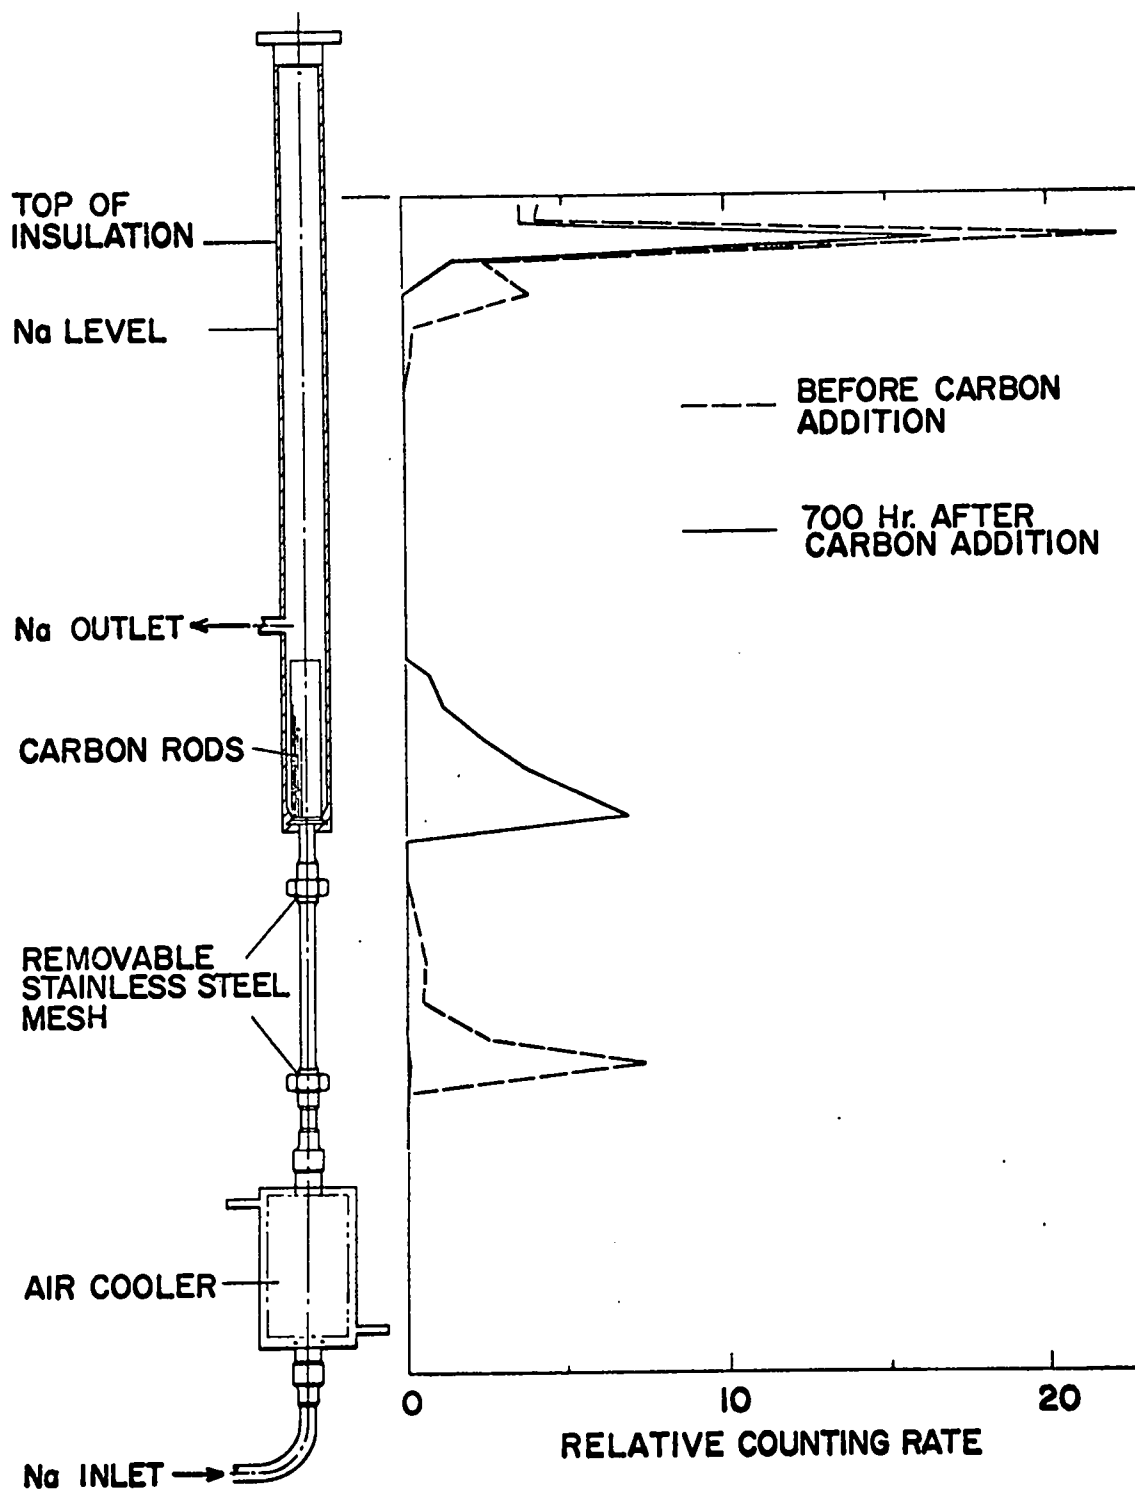 TOP OF
INSULATION
Na LEVEL
BEFORE CARBON
ADDITION
700 Hr. AFTER
CARBON ADDITION
Na OUTLET
CARBON RODS
REMOVABLE
STAINLESS STEEL
MESH
AIR COOLER
Na INLET
0
10
20
RELATIVE COUNTING RATE